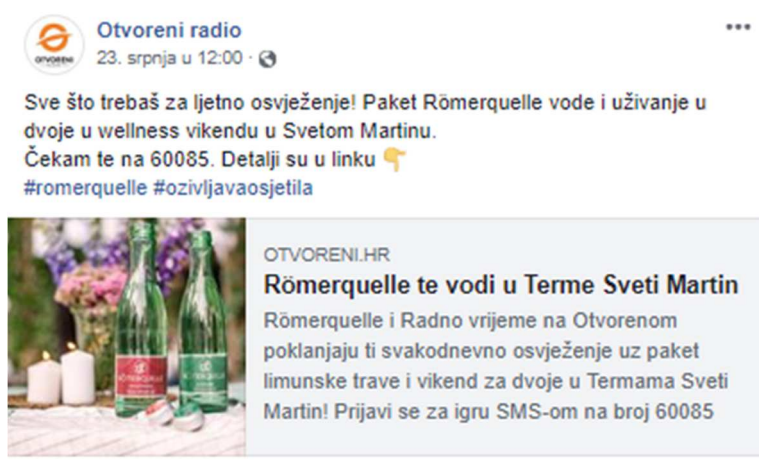 Otvoreni radio
23. srpnja u 12:00 ·
OTVORENI
Sve što trebaš za ljetno osvježenje! Paket Römerquelle vode i uživanje u
dvoje u wellness vikendu u Svetom Martinu.
Čekam te na 60085. Detalji su u linku
#romerquelle #ozivljavaosjetila
RÖMERQUELLE
RÖMERQUELLE
OTVORENI.HR
Römerquelle te vodi u Terme Sveti Martin
Römerquelle i Radno vrijeme na Otvorenom
poklanjaju ti svakodnevno osvježenje uz paket
limunske trave i vikend za dvoje u Termama Sveti
Martin! Prijavi se za igru SMS-om na broj 60085